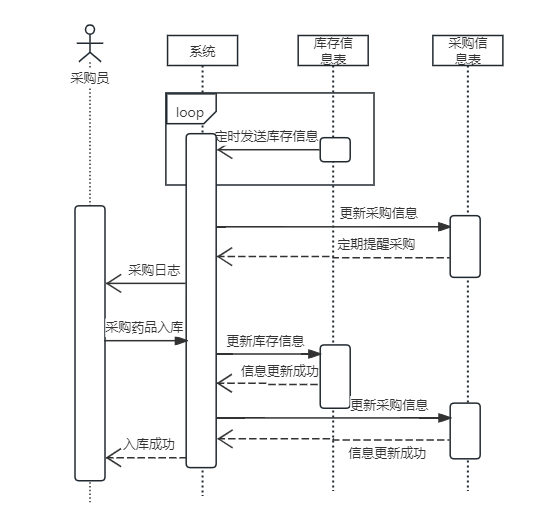 采购员
系统
库存信
息表
采购信
息表
loop
定时发送库存信息
更新采购信息
定期提醒采购
采购日志
采购药品入库
更新库存信息
信息更新成功
更新采购信息
入库成功
信息更新成功